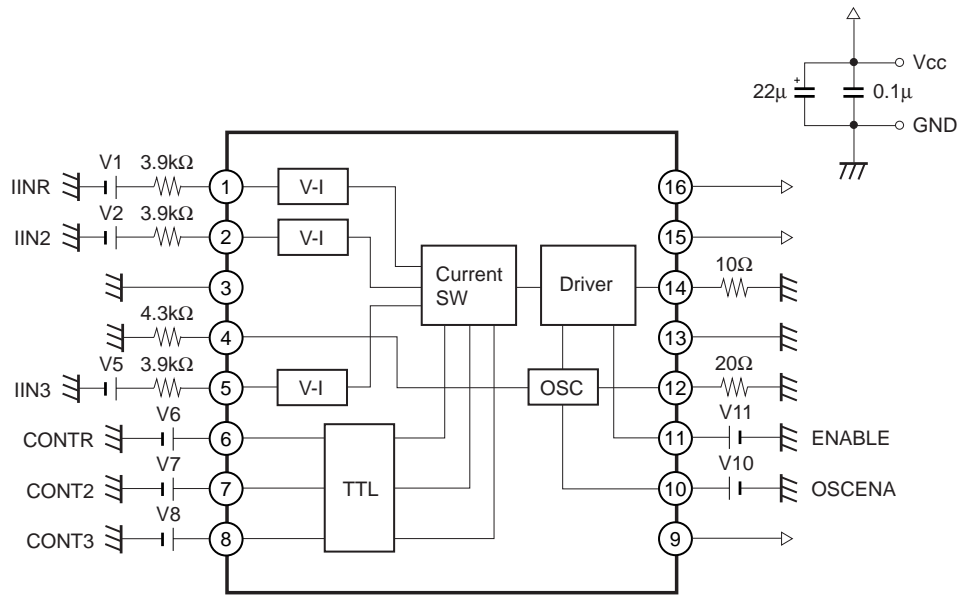 Vcc
22μ
+
0.1μ
GND
IINR
V1
3.9kΩ
1
V-I
16
IIN2
V2
3.9kΩ
2
V-I
15
3
Current
SW
Driver
14
10Ω
4.3kΩ
4
13
IIN3
V5
3.9kΩ
5
V-I
OSC
12
20Ω
CONTR
V6
6
11
V11
ENABLE
CONT2
V7
7
TTL
10
V10
OSCENA
CONT3
V8
8
9